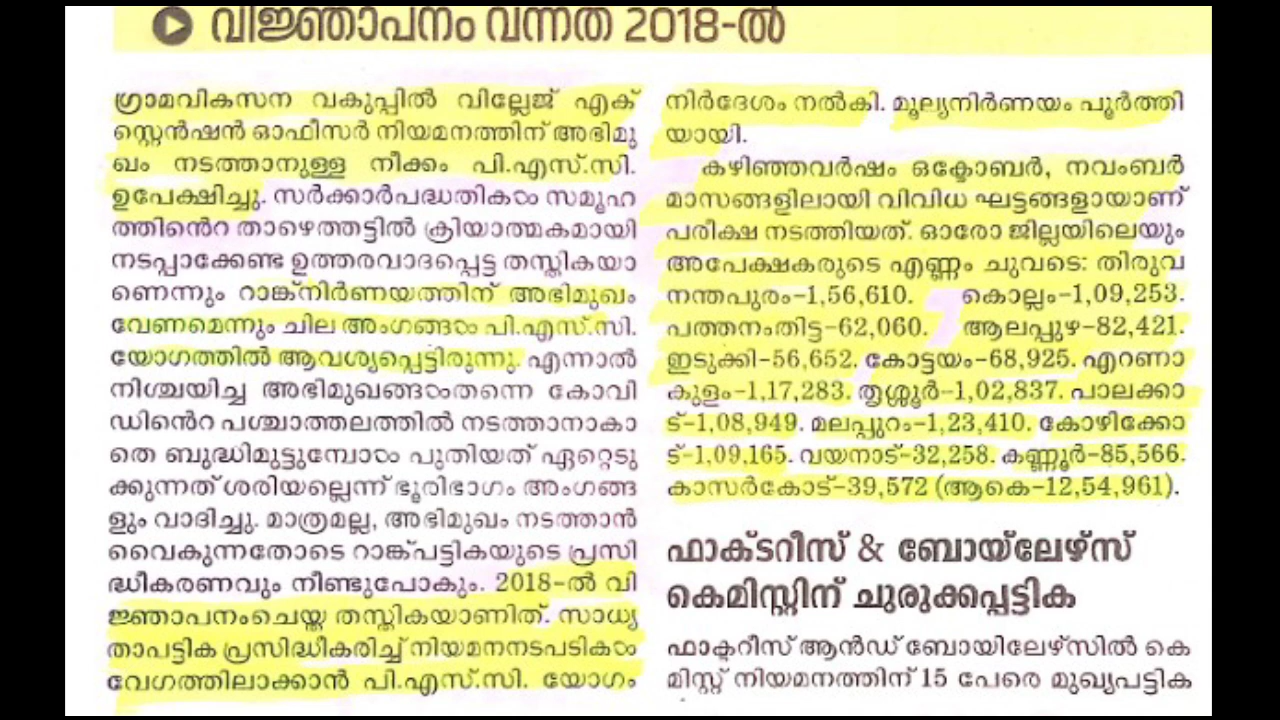 വിജ്ഞാപനം വന്നത് 2018-ൽ
ഗ്രാമവികസന വകുപ്പിൽ വില്ലേജ് എക്
സ്റ്റെൻഷൻ ഓഫീസർ നിയമനത്തിന് അഭിമു
ഖം നടത്താനുള്ള നീക്കം പി.എസ്.സി.
ഉപേക്ഷിച്ചു. സർക്കാർപദ്ധതികൾ സമൂഹ
ത്തിന്റെ താഴെത്തട്ടിൽ ക്രിയാത്മകമായി
നടപ്പാക്കേണ്ട ഉത്തരവാദപ്പെട്ട തസ്തികയാ
ണെന്നും റാങ്ക്നിർണയത്തിന് അഭിമുഖം
വേണമെന്നും ചില അംഗങ്ങൾ പി.എസ്.സി.
യോഗത്തിൽ ആവശ്യപ്പെട്ടിരുന്നു. എന്നാൽ
നിശ്ചയിച്ച അഭിമുഖങ്ങൾതന്നെ കോവി
ഡിന്റെ പശ്ചാത്തലത്തിൽ നടത്താനാകാ
തെ ബുദ്ധിമുട്ടുമ്പോൾ പുതിയത് ഏറ്റെടു
ക്കുന്നത് ശരിയല്ലെന്ന് ഭൂരിഭാഗം അംഗങ്ങ
ളും വാദിച്ചു. മാത്രമല്ല, അഭിമുഖം നടത്താൻ
വൈകുന്നതോടെ റാങ്ക്പട്ടികയുടെ പ്രസി
ദ്ധീകരണവും നീണ്ടുപോകും. 2018-ൽ വി
ജ്ഞാപനംചെയ്ത തസ്തികയാണിത്. സാധ്യ
താപട്ടിക പ്രസിദ്ധീകരിച്ച് നിയമനനടപടികൾ
വേഗത്തിലാക്കാൻ പി.എസ്.സി. യോഗം
നിർദേശം നൽകി. മൂല്യനിർണയം പൂർത്തി
യായി.
കഴിഞ്ഞവർഷം ഒക്ടോബർ, നവംബർ
മാസങ്ങളിലായി വിവിധ ഘട്ടങ്ങളായാണ്
പരീക്ഷ നടത്തിയത്. ഓരോ ജില്ലയിലെയും
അപേക്ഷകരുടെ എണ്ണം ചുവടെ: തിരുവ
നന്തപുരം-1,56,610. കൊല്ലം-1,09,253.
പത്തനംതിട്ട-62,060. ആലപ്പുഴ-82,421.
ഇടുക്കി-56,652. കോട്ടയം-68,925. എറണാ
കുളം-1,17,283. തൃശ്ശൂർ-1,02,837. പാലക്കാ
ട്-1,08,949. മലപ്പുറം-1,23,410. കോഴിക്കോ
ട്-1,09,165. വയനാട്-32,258. കണ്ണൂർ-85,566.
കാസർകോട്-39,572 (ആകെ-12,54,961).
ഫാക്ടറീസ് & ബോയ്‌ലേഴ്സ്
കെമിസ്റ്റിന് ചുരുക്കപ്പട്ടിക
ഫാക്ടറീസ് ആൻഡ് ബോയിലേഴ്സിൽ കെ
മിസ്റ്റ് നിയമനത്തിന് 15 പേരെ മുഖ്യപട്ടിക